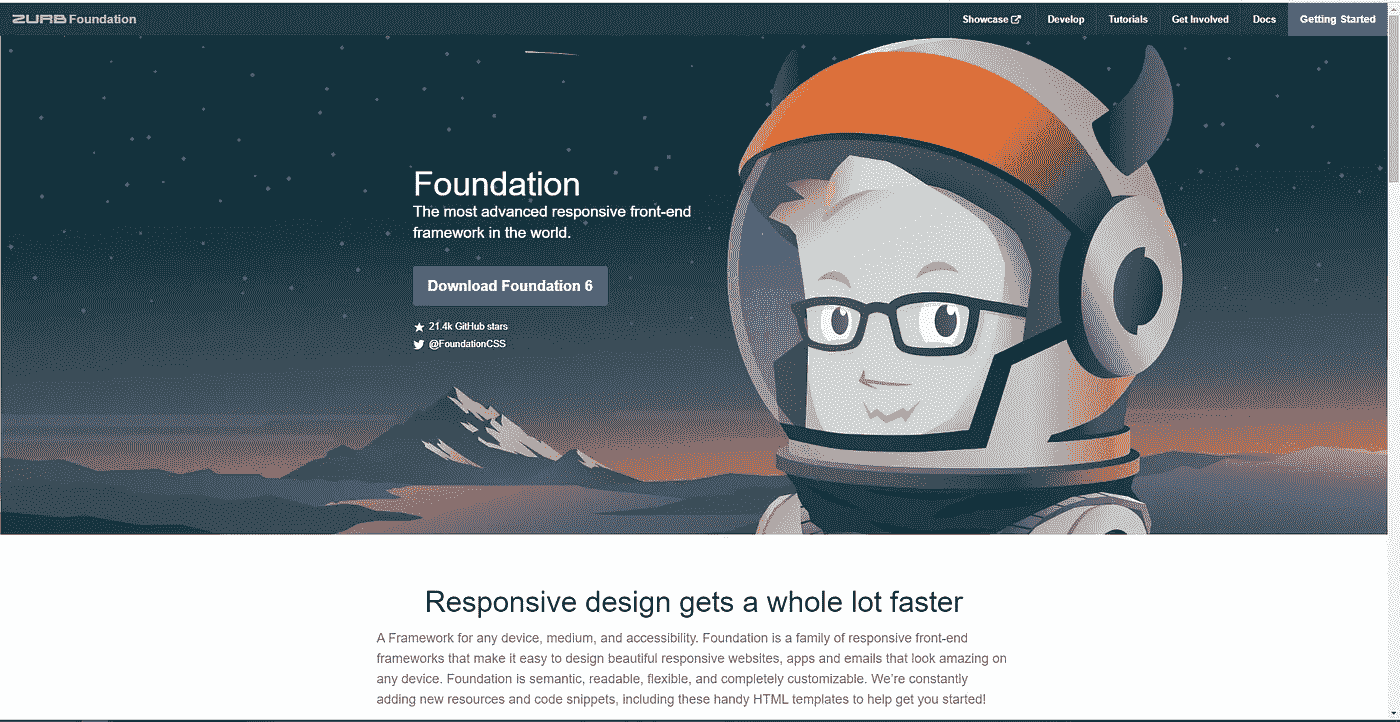 ZURB Foundation
Showcase Develop Tutorials Get Involved Docs Getting Started
Foundation
The most advanced responsive front-end
framework in the world.
Download Foundation 6
21.4k GitHub stars
@FoundationCSS
Responsive design gets a whole lot faster
A Framework for any device, medium, and accessibility. Foundation is a family of responsive front-end
frameworks that make it easy to design beautiful responsive websites, apps and emails that look amazing on
any device. Foundation is semantic, readable, flexible, and completely customizable. We’re constantly
adding new resources and code snippets, including these handy HTML templates to help get you started!